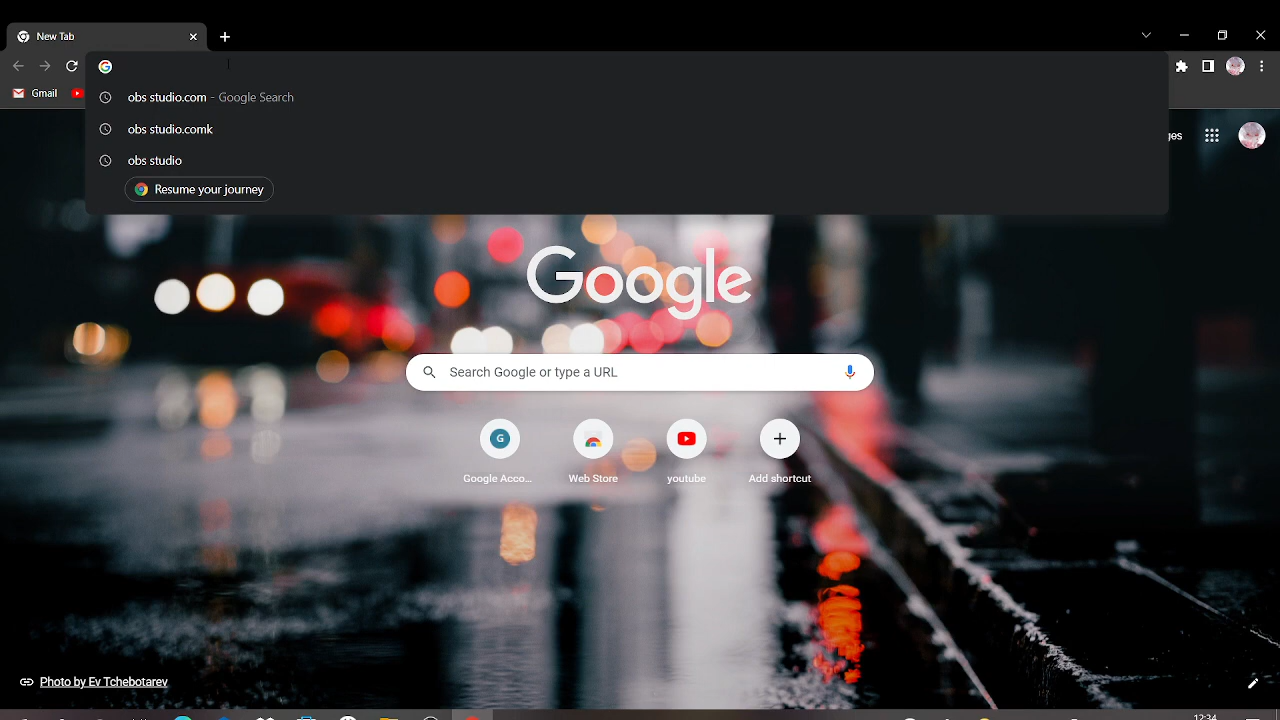 New Tab
obs studio.com - Google Search
Gmail
obs studio.comk
obs studio
Resume your journey
Google
Search Google or type a URL
G
Google Acco...
Web Store
youtube
Add shortcut
Photo by Ev Tchebotarev
12:34